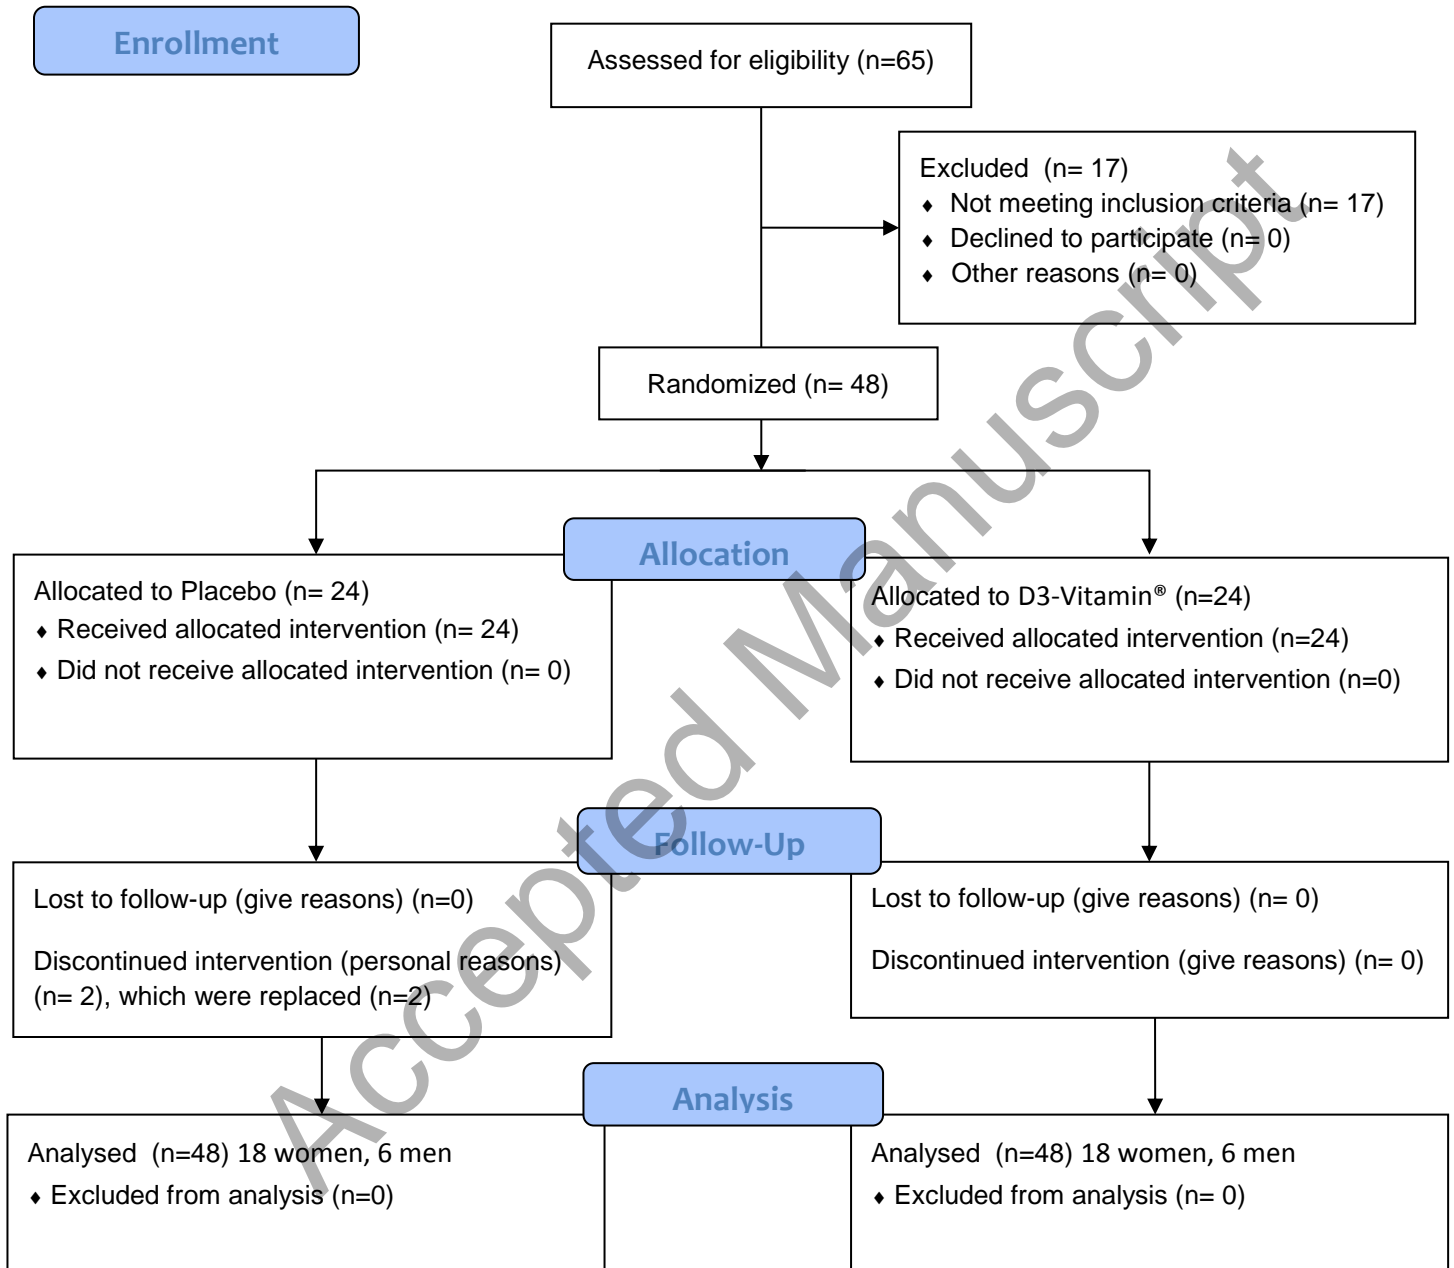 Enrollment
Assessed for eligibility (n=65)
Excluded  (n= 17)
♦ Not meeting inclusion criteria (n= 17)
♦ Declined to participate (n= 0)
♦ Other reasons (n= 0)
Randomized (n= 48)
Allocation
Allocated to Placebo (n= 24)
♦ Received allocated intervention (n= 24)
♦ Did not receive allocated intervention (n= 0)
Allocated to D3-Vitamin® (n=24)
♦ Received allocated intervention (n=24)
♦ Did not receive allocated intervention (n=0)
Follow-Up
Lost to follow-up (give reasons) (n=0)
Discontinued intervention (personal reasons)
(n= 2), which were replaced (n=2)
Lost to follow-up (give reasons) (n= 0)
Discontinued intervention (give reasons) (n= 0)
Analysis
Analysed  (n=48) 18 women, 6 men
♦ Excluded from analysis (n=0)
Analysed  (n=48) 18 women, 6 men
♦ Excluded from analysis (n= 0)
Accepted Manuscript